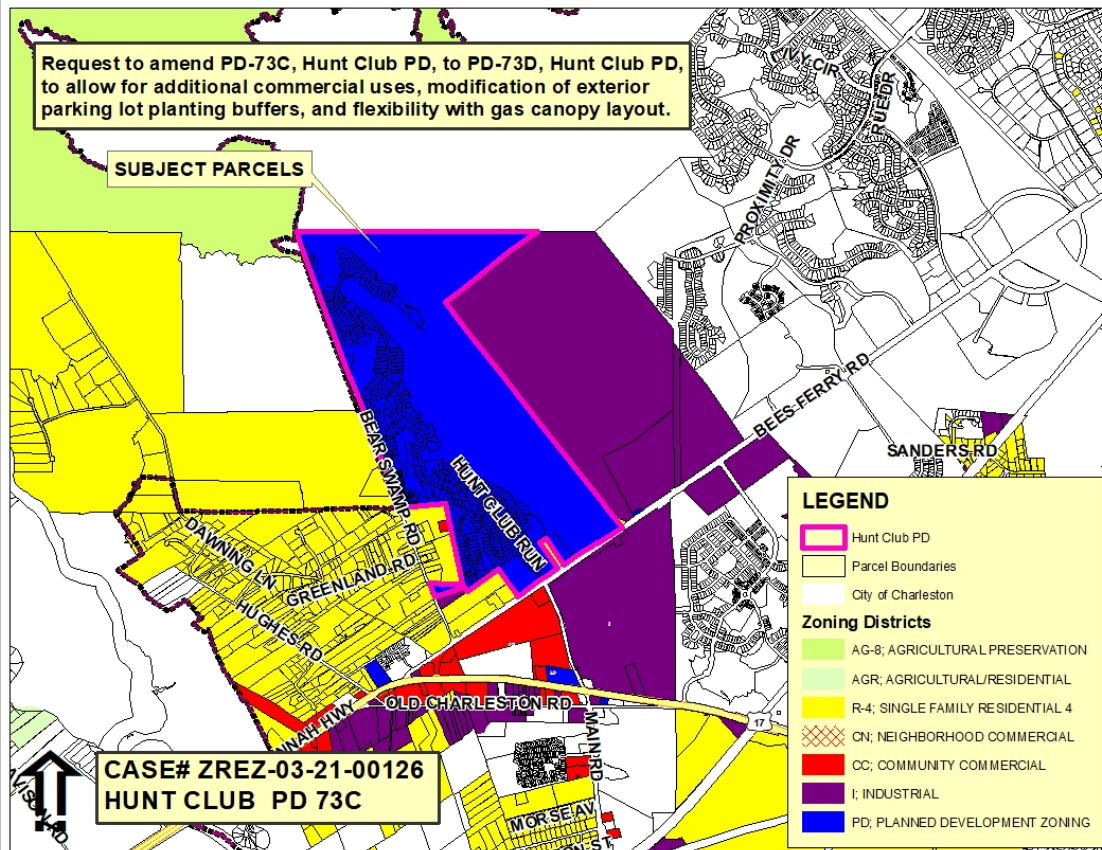 Request to amend PD-73C, Hunt Club PD, to PD-73D, Hunt Club PD,
to allow for additional commercial uses, modification of exterior
parking lot planting buffers, and flexibility with gas canopy layout.
SUBJECT PARCELS
IVY CIR
RUE DR
PROXIMITY DR
BEES FERRY RD
SANDERS RD
BEAR SWAMP RD
HUNT CLUB RUN
DAWNING LN
GREENLAND RD
HUGHES RD
NNAH HWY
OLD CHARLESTON RD
17
MAIN RD
MORSE AV
CASE# ZREZ-03-21-00126
HUNT CLUB PD 73C
LEGEND
Hunt Club PD
Parcel Boundaries
City of Charleston
Zoning Districts
AG-8; AGRICULTURAL PRESERVATION
AGR; AGRICULTURAL/RESIDENTIAL
R-4; SINGLE FAMILY RESIDENTIAL 4
CN; NEIGHBORHOOD COMMERCIAL
CC; COMMUNITY COMMERCIAL
I; INDUSTRIAL
PD; PLANNED DEVELOPMENT ZONING